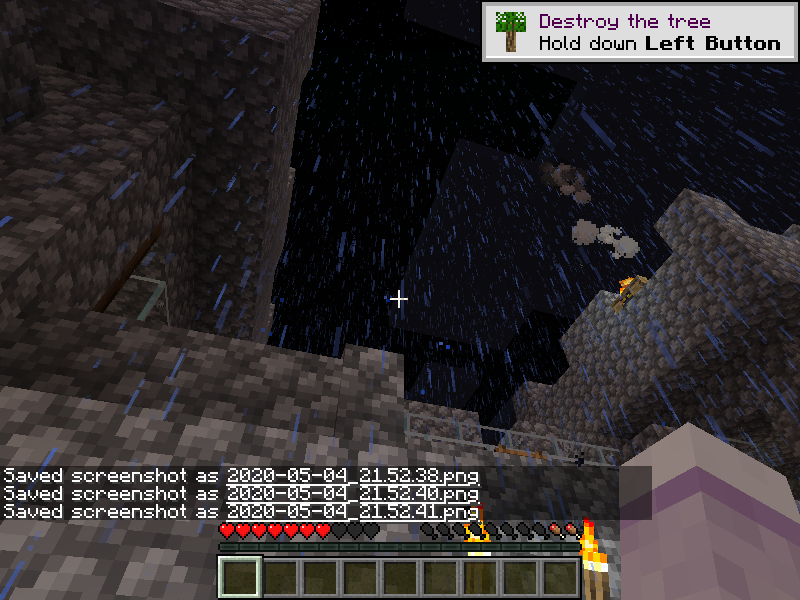 Destroy the tree
Hold down Left Button
Saved screenshot as 2020-05-04_21.52.38.png
Saved screenshot as 2020-05-04_21.52.40.png
Saved screenshot as 2020-05-04_21.52.41.png